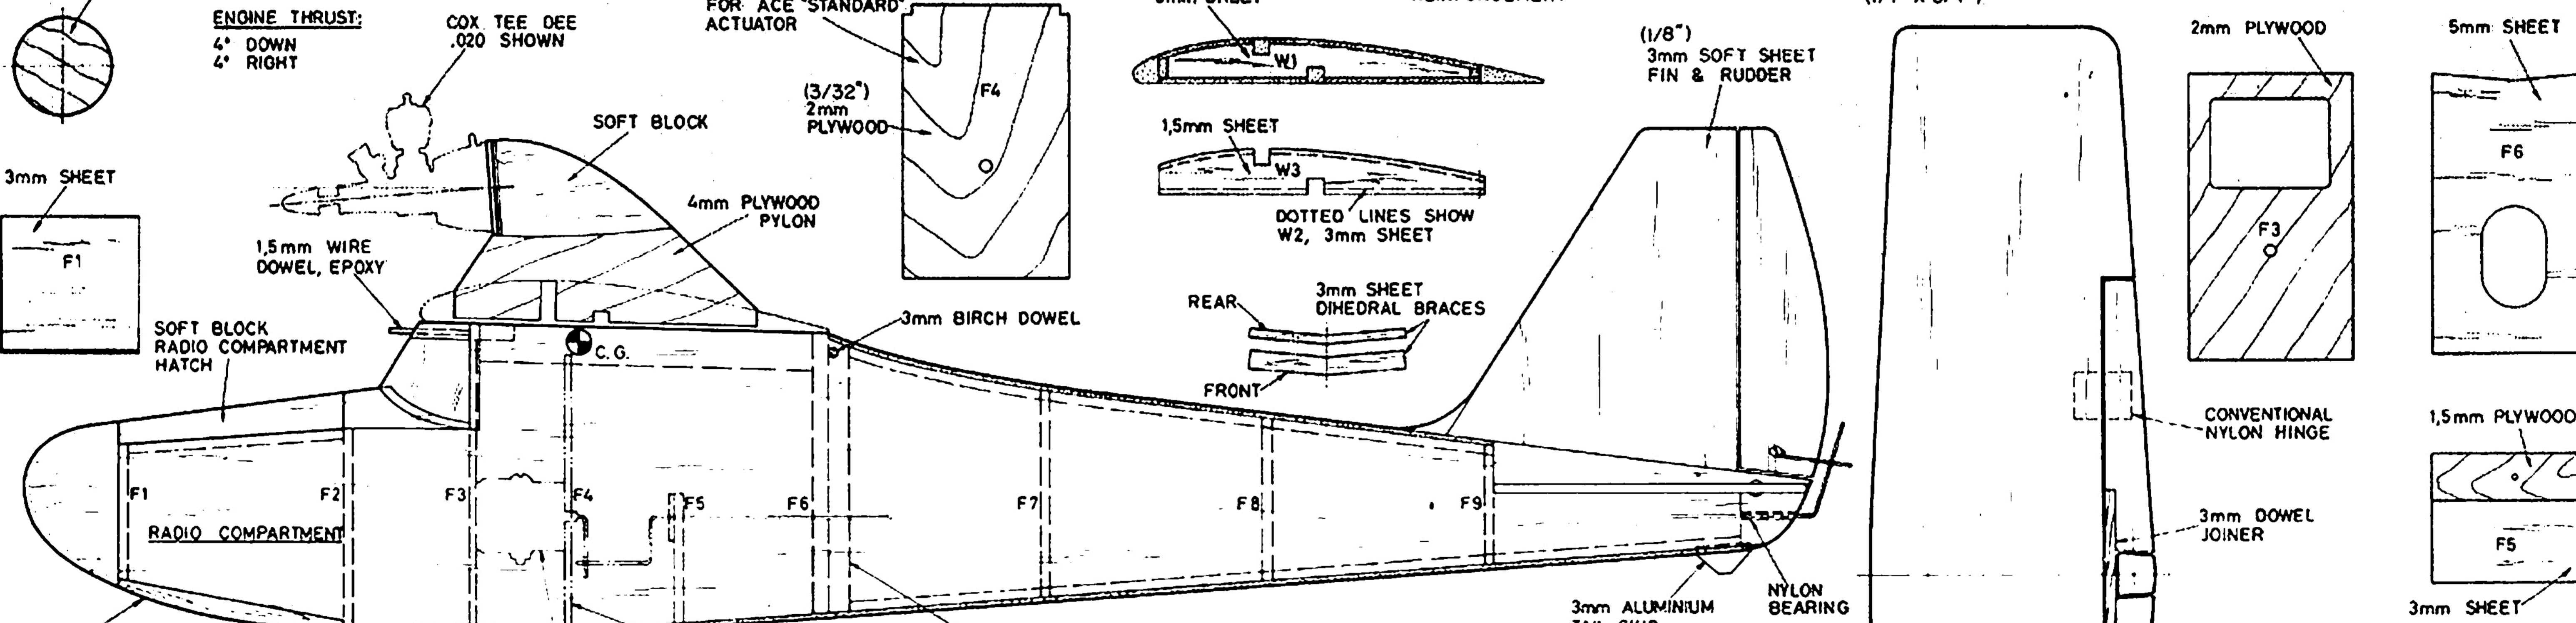 ENGINE THRUST:
4° DOWN
4° RIGHT
COX TEE DEE
.020 SHOWN
FOR ACE "STANDARD"
ACTUATOR
(3/32")
2mm
PLYWOOD
F4
W1
1,5mm SHEET
W3
DOTTED LINES SHOW
W2, 3mm SHEET
(1/8")
3mm SOFT SHEET
FIN & RUDDER
2mm PLYWOOD
F3
5mm SHEET
F6
3mm SHEET
F1
SOFT BLOCK
4mm PLYWOOD
PYLON
1,5mm WIRE
DOWEL, EPOXY
SOFT BLOCK
RADIO COMPARTMENT
HATCH
C.G.
3mm BIRCH DOWEL
REAR
3mm SHEET
DIHEDRAL BRACES
FRONT
CONVENTIONAL
NYLON HINGE
1,5mm PLYWOOD
F1
F2
F3
F4
F5
F6
F7
F8
F9
RADIO COMPARTMENT
3mm DOWEL
JOINER
F5
3mm SHEET
3mm ALUMINIUM
NYLON
BEARING